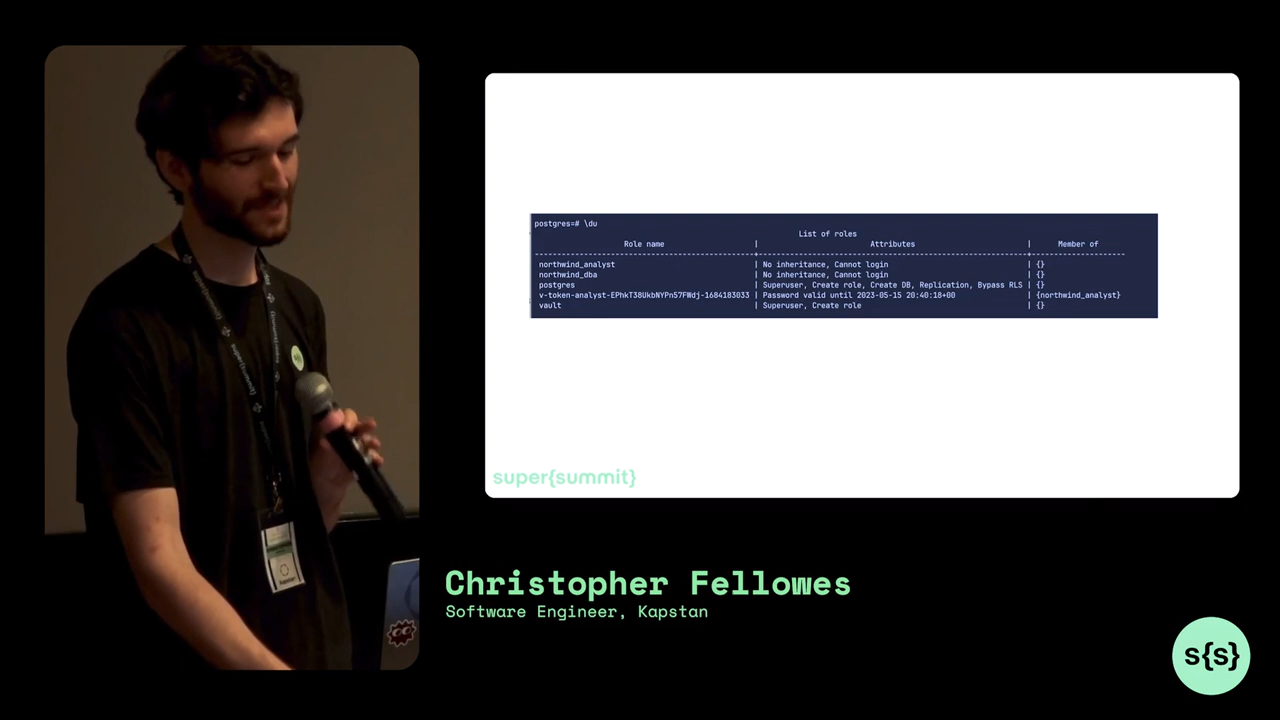 postgres=# \du
List of roles
Role name | Attributes | Member of
northwind_analyst | No inheritance, Cannot login | {}
northwind_dba | No inheritance, Cannot login | {}
postgres | Superuser, Create role, Create DB, Replication, Bypass RLS | {}
v-token-analyst-EPhkT38UkbNYPn57FWdj-1684183033 | Password valid until 2023-05-15 20:40:18+00 | {northwind_analyst}
vault | Superuser, Create role | {}
super{summit}
Christopher Fellowes
Software Engineer, Kapstan
s{s}